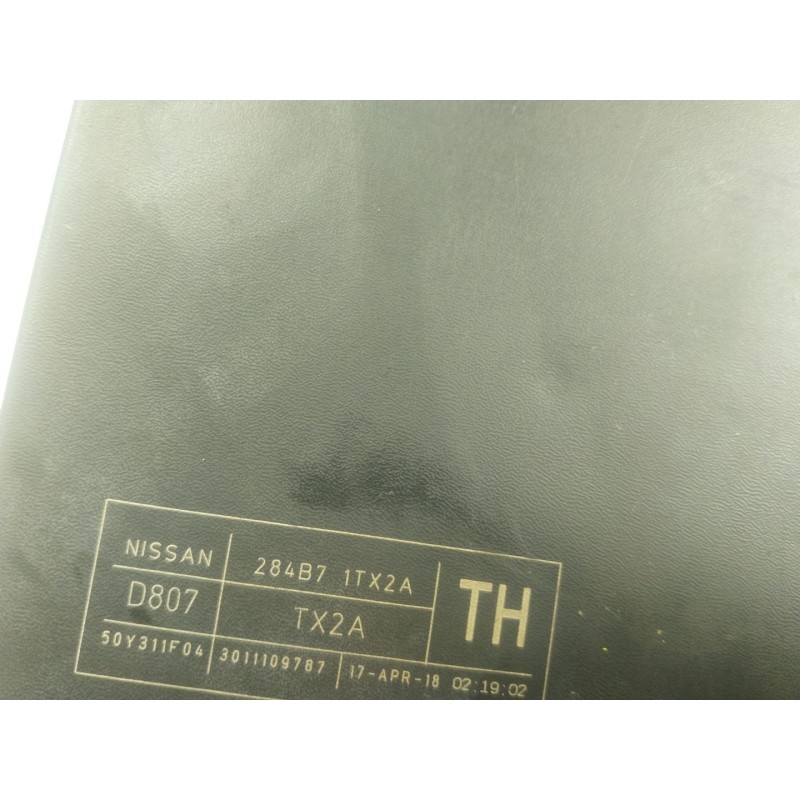 NISSAN 284B7 1TX2A TH
D807 TX2A
50Y311F04 3011109787 17-APR-18 02:19:02